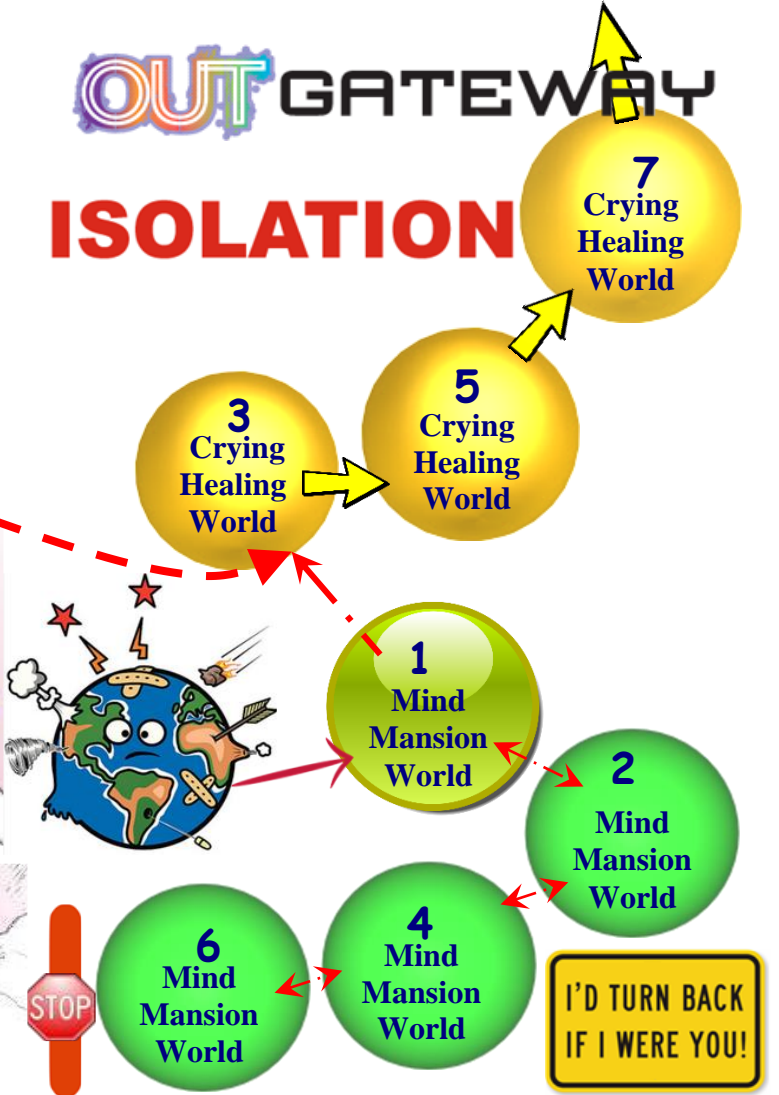 OUT GATEWAY
ISOLATION
7
Crying
Healing
World
5
Crying
Healing
World
3
Crying
Healing
World
1
Mind
Mansion
World
2
Mind
Mansion
World
4
Mind
Mansion
World
6
Mind
Mansion
World
STOP
I'D TURN BACK
IF I WERE YOU!